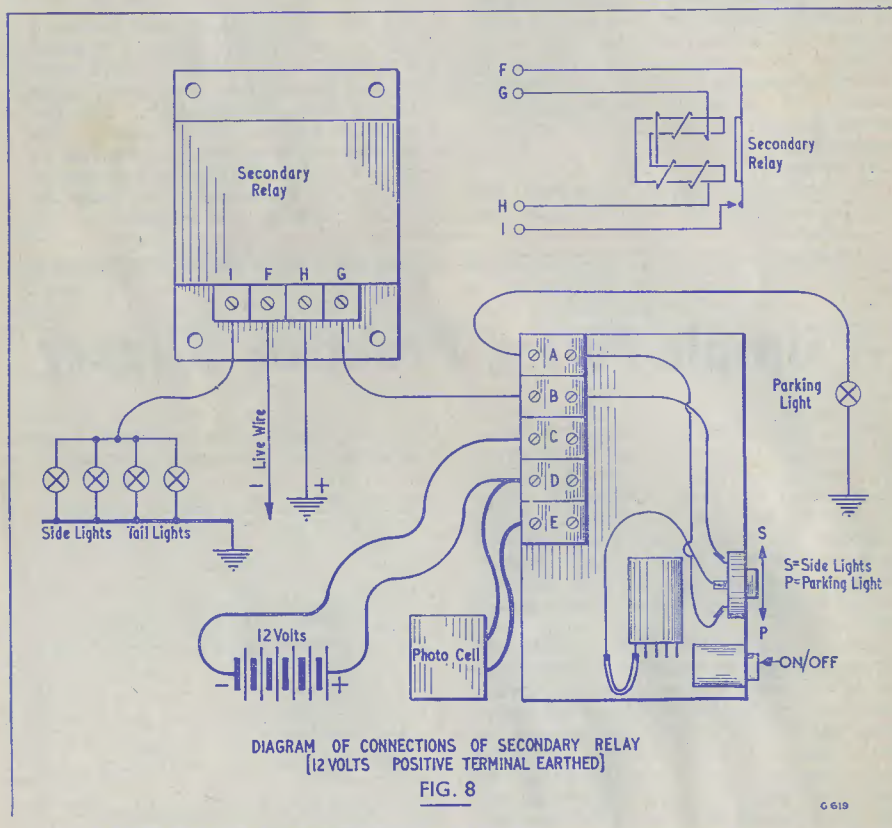 F
G
Secondary
Relay
H
I
Secondary
Relay
I F H G
A
B
C
D
E
Parking
Light
Live Wire
-
+
Side Lights Tail Lights
S
S=Side Lights
P=Parking Light
P
ON/OFF
12 Volts
- +
Photo Cell
DIAGRAM OF CONNECTIONS OF SECONDARY RELAY
[12 VOLTS POSITIVE TERMINAL EARTHED]
FIG. 8
G 619